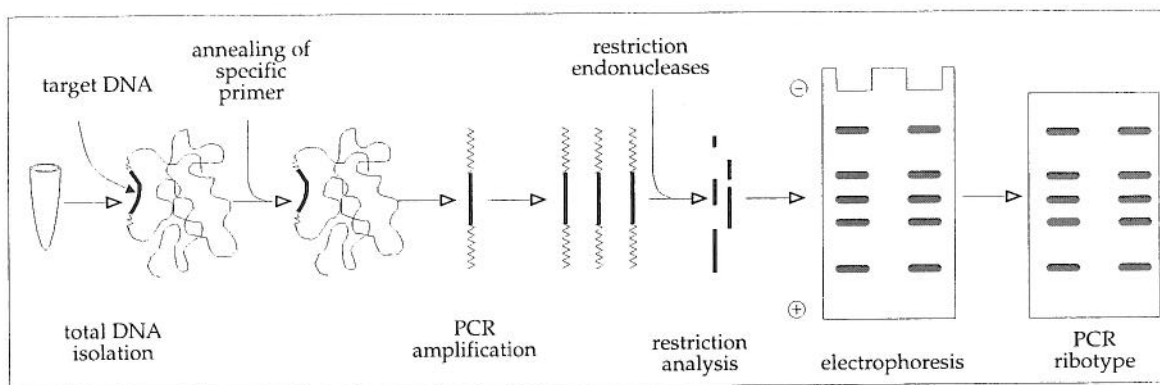 target DNA
annealing of
specific
primer
restriction
endonucleases
−
+
total DNA
isolation
PCR
amplification
restriction
analysis
electrophoresis
PCR
ribotype